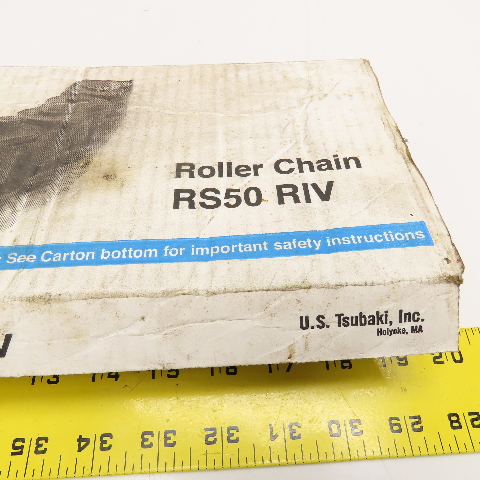 Roller Chain
RS50 RIV
See Carton bottom for important safety instructions
U.S. Tsubaki, Inc.
Holyoke, MA
13 14 15 16 17 18 19 20
35 34 33 32 31 30 29 28